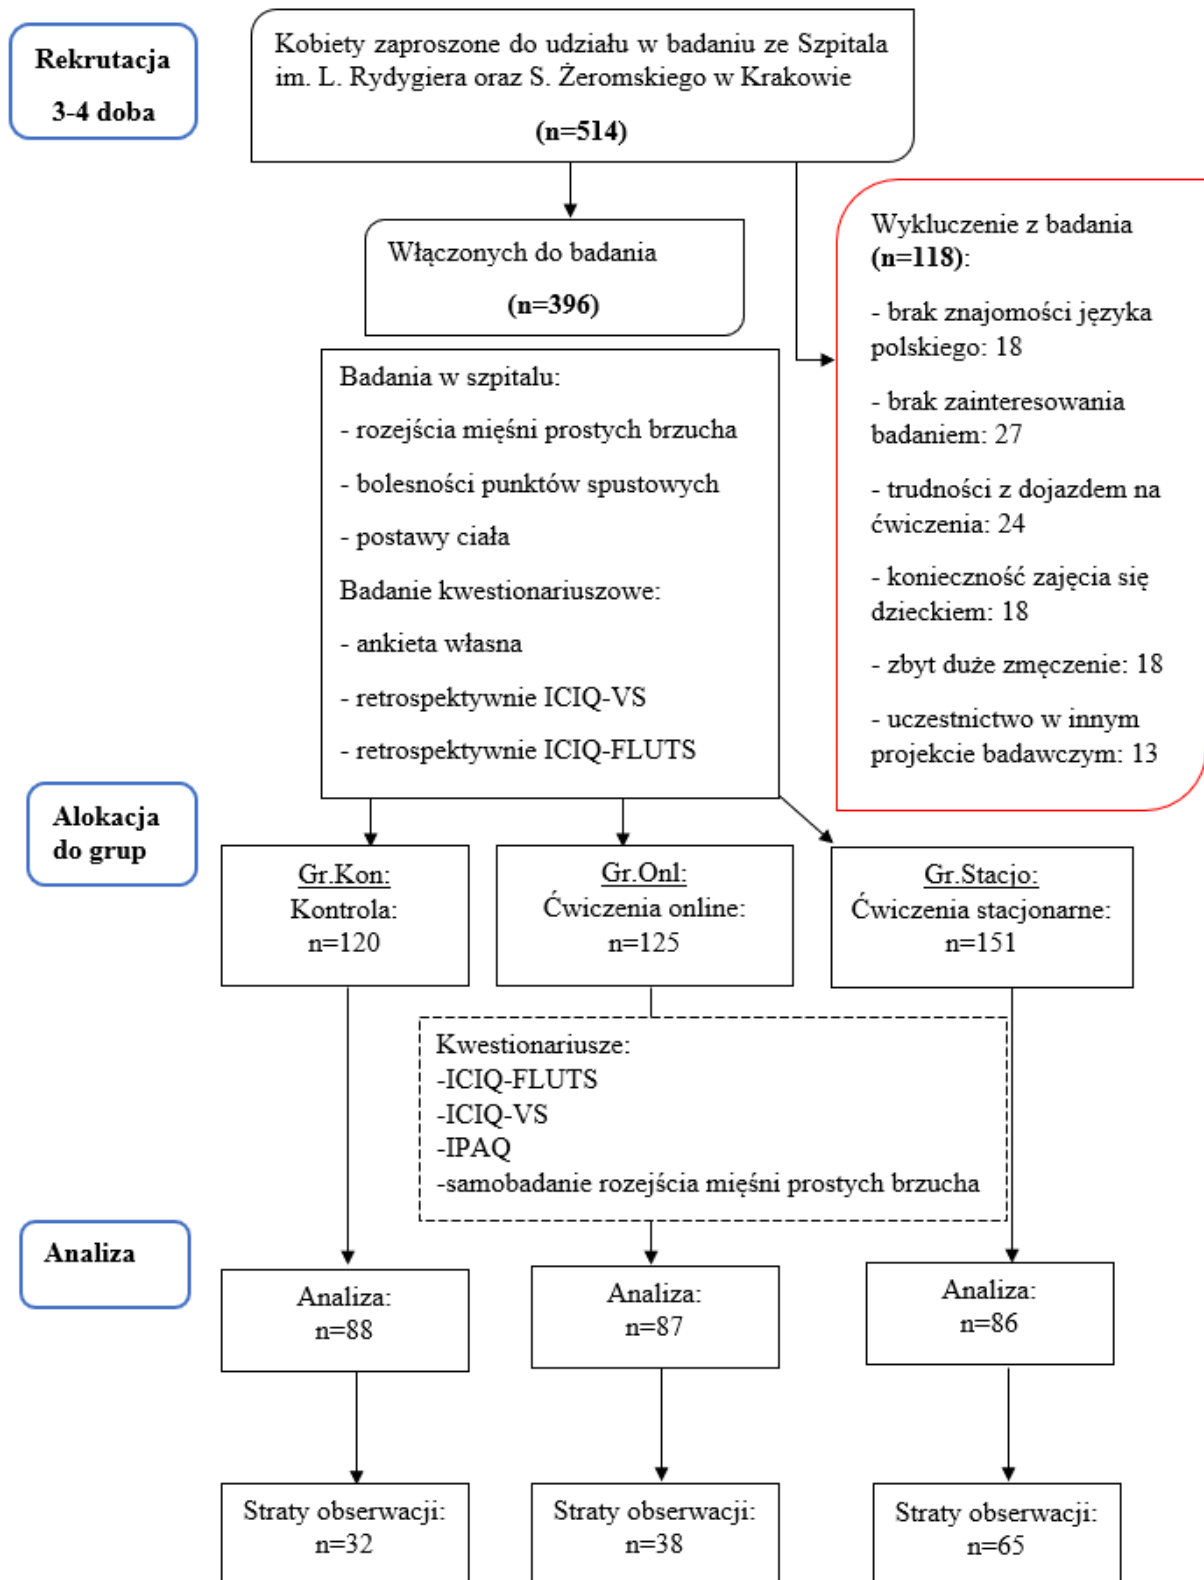 Rekrutacja
3-4 doba
Kobiety zaproszone do udziału w badaniu ze Szpitala
im. L. Rydygiera oraz S. Żeromskiego w Krakowie
(n=514)
Włączonych do badania
(n=396)
Wykluczenie z badania
(n=118):
- brak znajomości języka
polskiego: 18
- brak zainteresowania
badaniem: 27
- trudności z dojazdem na
ćwiczenia: 24
- konieczność zajęcia się
dzieckiem: 18
- zbyt duże zmęczenie: 18
- uczestnictwo w innym
projekcie badawczym: 13
Badania w szpitalu:
- rozejścia mięśni prostych brzucha
- bolesności punktów spustowych
- postawy ciała
Badanie kwestionariuszowe:
- ankieta własna
- retrospektywnie ICIQ-VS
- retrospektywnie ICIQ-FLUTS
Alokacja
do grup
Gr.Kon:
Kontrola:
n=120
Gr.Onl:
Ćwiczenia online:
n=125
Gr.Stacjo:
Ćwiczenia stacjonarne:
n=151
Kwestionariusze:
-ICIQ-FLUTS
-ICIQ-VS
-IPAQ
-samobadanie rozejścia mięśni prostych brzucha
Analiza
Analiza:
n=88
Analiza:
n=87
Analiza:
n=86
Straty obserwacji:
n=32
Straty obserwacji:
n=38
Straty obserwacji:
n=65